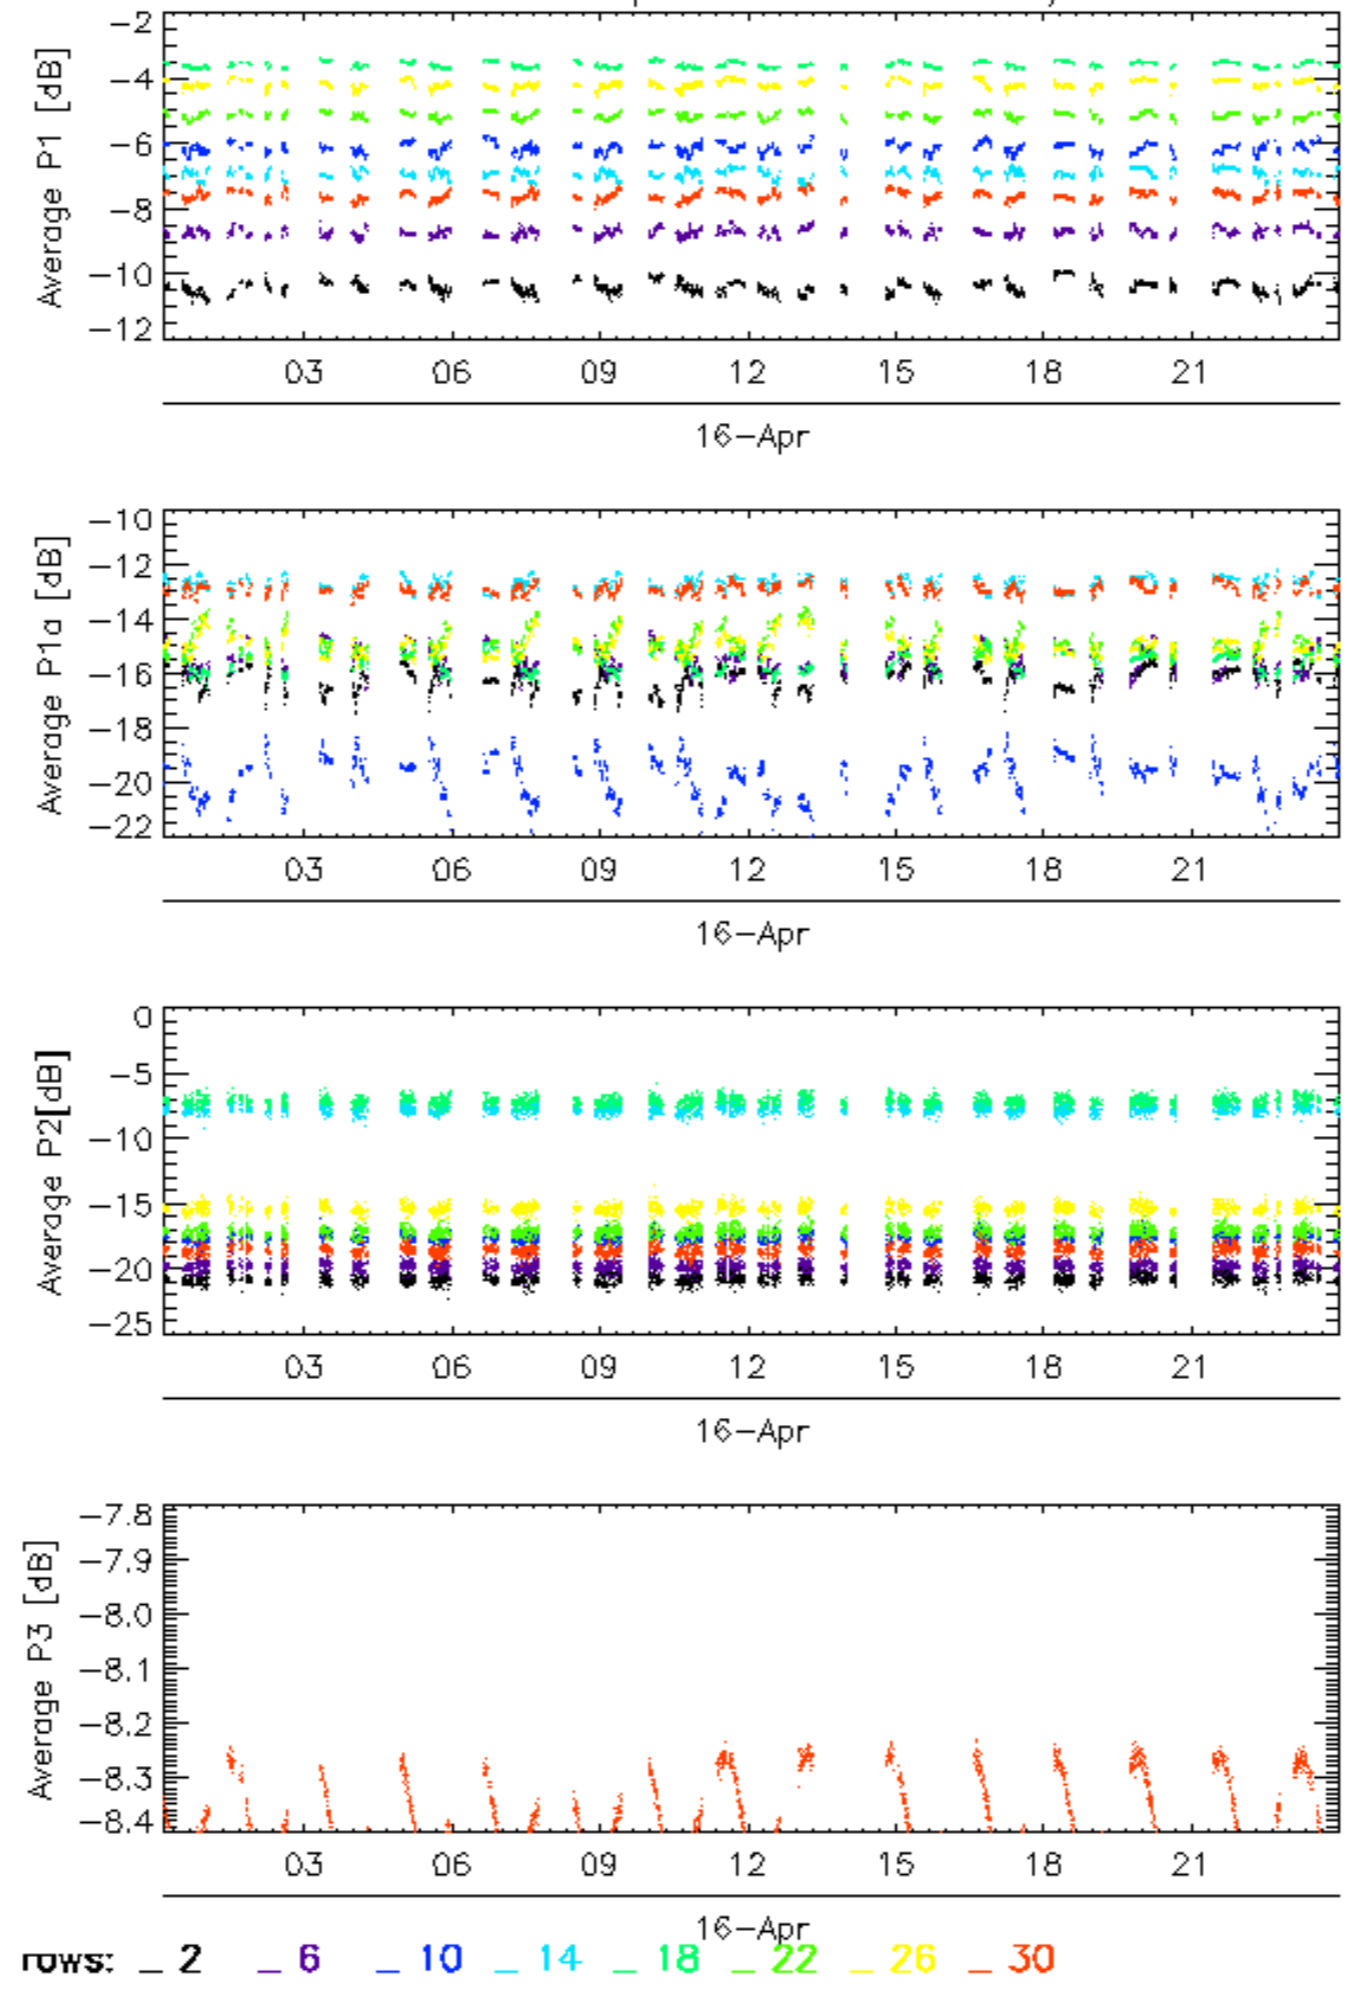 Average P1 [dB]
-2
-4
-6
-8
-10
-12
03 06 09 12 15 18 21
16-Apr
Average P1a [dB]
-10
-12
-14
-16
-18
-20
-22
03 06 09 12 15 18 21
16-Apr
Average P2[dB]
0
-5
-10
-15
-20
-25
03 06 09 12 15 18 21
16-Apr
Average P3 [dB]
-7.8
-7.9
-8.0
-8.1
-8.2
-8.3
-8.4
03 06 09 12 15 18 21
16-Apr
rows: _ 2 _ 6 _ 10 _ 14 _ 18 _ 22 _ 26 _ 30